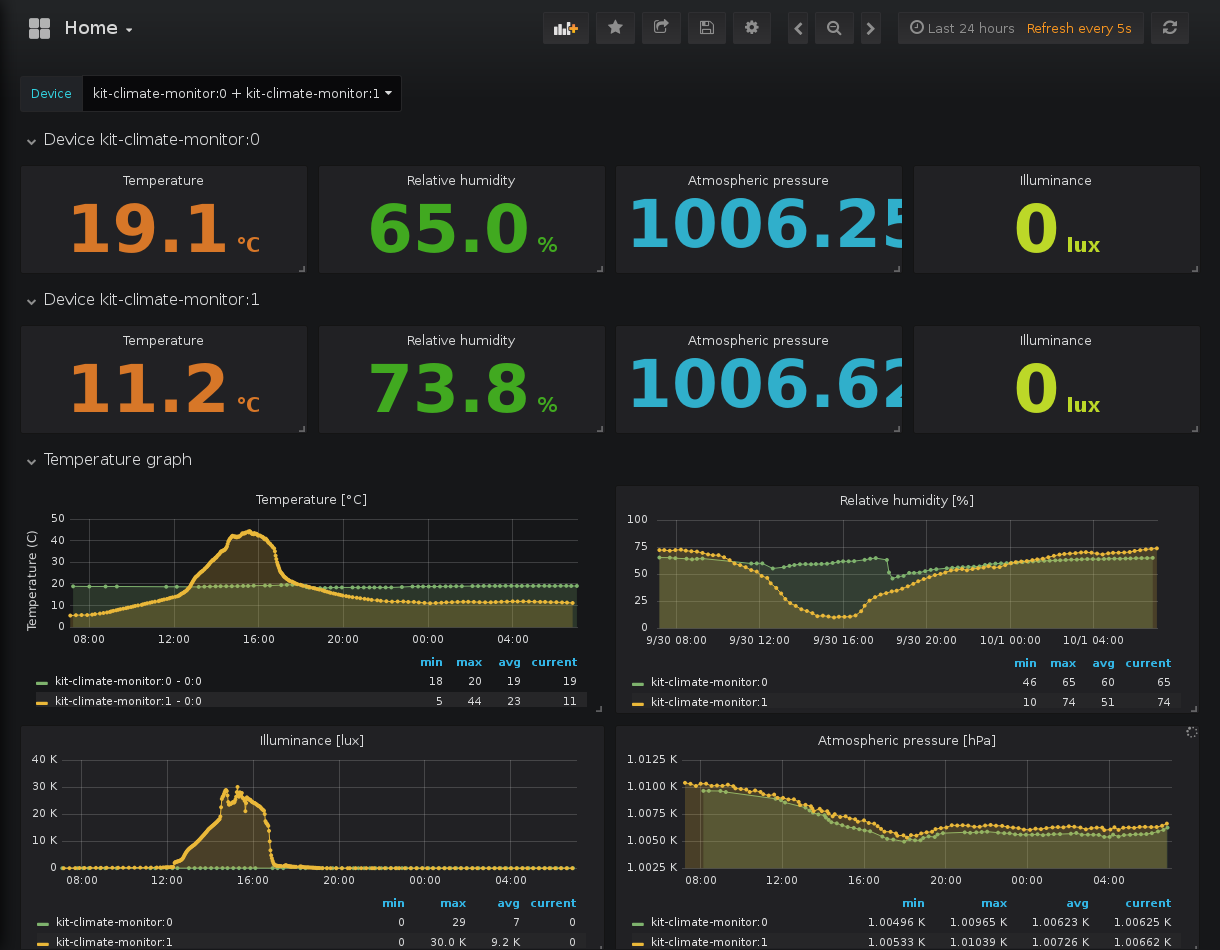 Home
Last 24 hours Refresh every 5s
Device kit-climate-monitor:0 + kit-climate-monitor:1
Device kit-climate-monitor:0
Temperature Relative humidity Atmospheric pressure Illuminance
19.1 °C 65.0 % 1006.25 0 lux
Device kit-climate-monitor:1
Temperature Relative humidity Atmospheric pressure Illuminance
11.2 °C 73.8 % 1006.62 0 lux
Temperature graph
Temperature [°C]
Temperature (C)
50
40
30
20
10
0
08:00 12:00 16:00 20:00 00:00 04:00
min max avg current
kit-climate-monitor:0 - 0:0 18 20 19 19
kit-climate-monitor:1 - 0:0 5 44 23 11
Relative humidity [%]
100
75
50
25
0
9/30 08:00 9/30 12:00 9/30 16:00 9/30 20:00 10/1 00:00 10/1 04:00
min max avg current
kit-climate-monitor:0 46 65 60 65
kit-climate-monitor:1 10 74 51 74
Illuminance [lux]
40 K
30 K
20 K
10 K
0
08:00 12:00 16:00 20:00 00:00 04:00
min max avg current
kit-climate-monitor:0 0 29 7 0
kit-climate-monitor:1 0 30.0 K 9.2 K 0
Atmospheric pressure [hPa]
1.0125 K
1.0100 K
1.0075 K
1.0050 K
1.0025 K
08:00 12:00 16:00 20:00 00:00 04:00
min max avg current
kit-climate-monitor:0 1.00496 K 1.00965 K 1.00623 K 1.00625 K
kit-climate-monitor:1 1.00533 K 1.01039 K 1.00726 K 1.00662 K